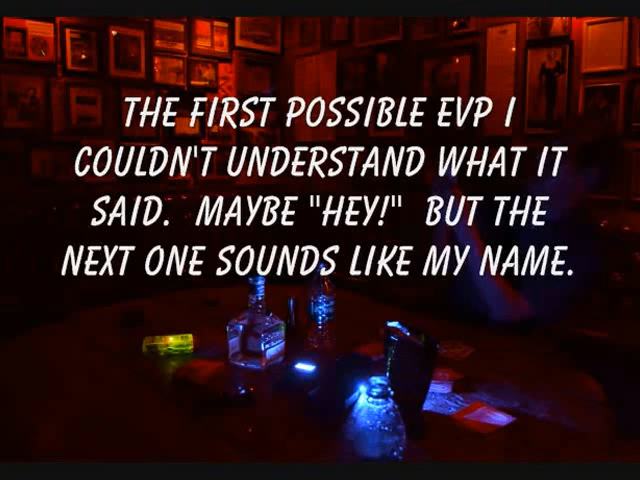 THE FIRST POSSIBLE EVP I
COULDN'T UNDERSTAND WHAT IT
SAID. MAYBE "HEY!" BUT THE
NEXT ONE SOUNDS LIKE MY NAME.